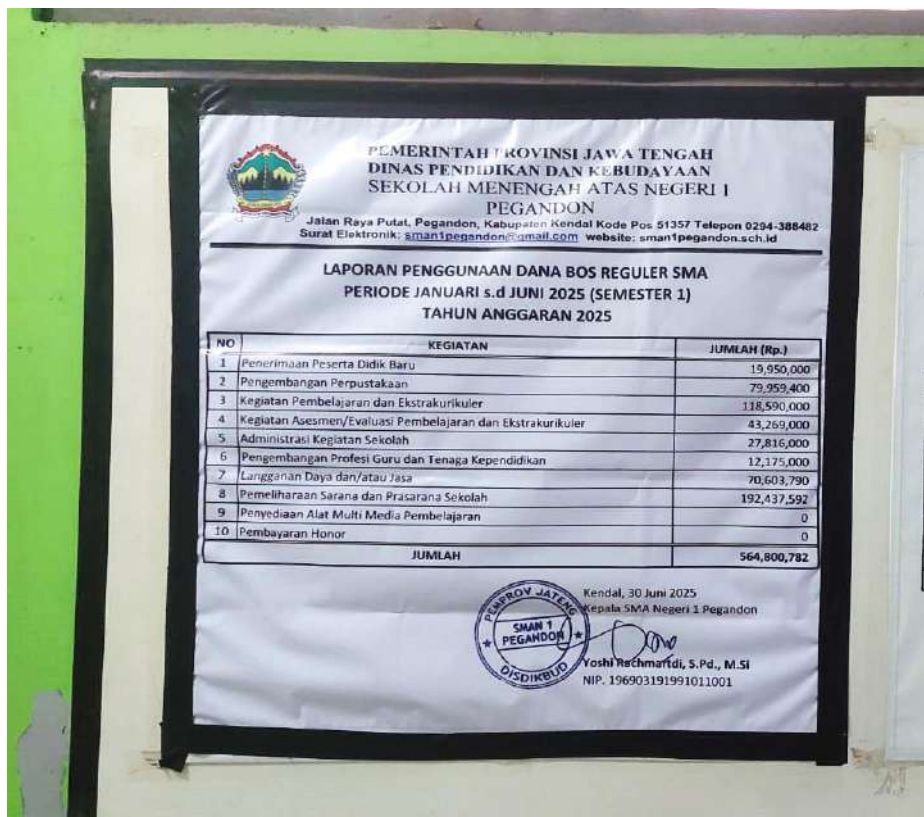 PEMERINTAH PROVINSI JAWA TENGAH
DINAS PENDIDIKAN DAN KEBUDAYAAN
SEKOLAH MENENGAH ATAS NEGERI 1
PEGANDON
Jalan Raya Putat, Pegandon, Kabupaten Kendal Kode Pos 51357 Telepon 0294-388482
Surat Elektronik: sman1pegandon@gmail.com website: sman1pegandon.sch.id
LAPORAN PENGGUNAAN DANA BOS REGULER SMA
PERIODE JANUARI s.d JUNI 2025 (SEMESTER 1)
TAHUN ANGGARAN 2025
NO KEGIATAN JUMLAH (Rp.)
1 Penerimaan Peserta Didik Baru 19,950,000
2 Pengembangan Perpustakaan 79,959,400
3 Kegiatan Pembelajaran dan Ekstrakurikuler 118,590,000
4 Kegiatan Asesmen/Evaluasi Pembelajaran dan Ekstrakurikuler 43,269,000
5 Administrasi Kegiatan Sekolah 27,816,000
6 Pengembangan Profesi Guru dan Tenaga Kependidikan 12,175,000
7 Langganan Daya dan/atau Jasa 70,603,790
8 Pemeliharaan Sarana dan Prasarana Sekolah 192,437,592
9 Penyediaan Alat Multi Media Pembelajaran 0
10 Pembayaran Honor 0
JUMLAH 564,800,782
Kendal, 30 Juni 2025
Kepala SMA Negeri 1 Pegandon
PEMPROV JATENG
SMAN 1
PEGANDON
DISDIKBUD
Yoshi Rachmartdi, S.Pd., M.Si
NIP. 196903191991011001